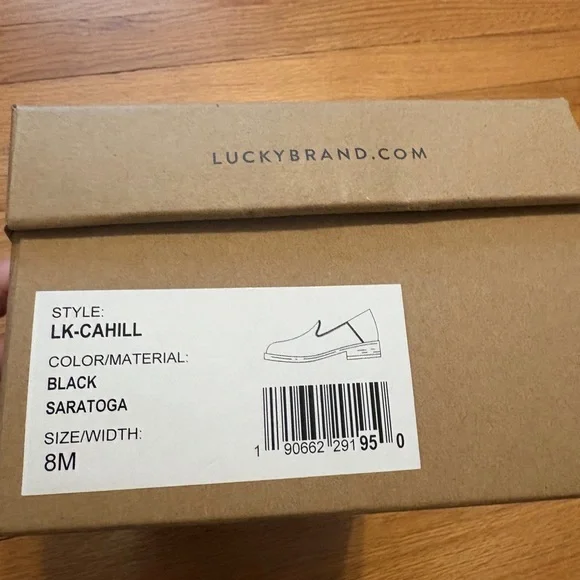 LUCKYBRAND.COM
STYLE:
LK-CAHILL
COLOR/MATERIAL:
BLACK
SARATOGA
SIZE/WIDTH:
8M
1 90662 29195 0